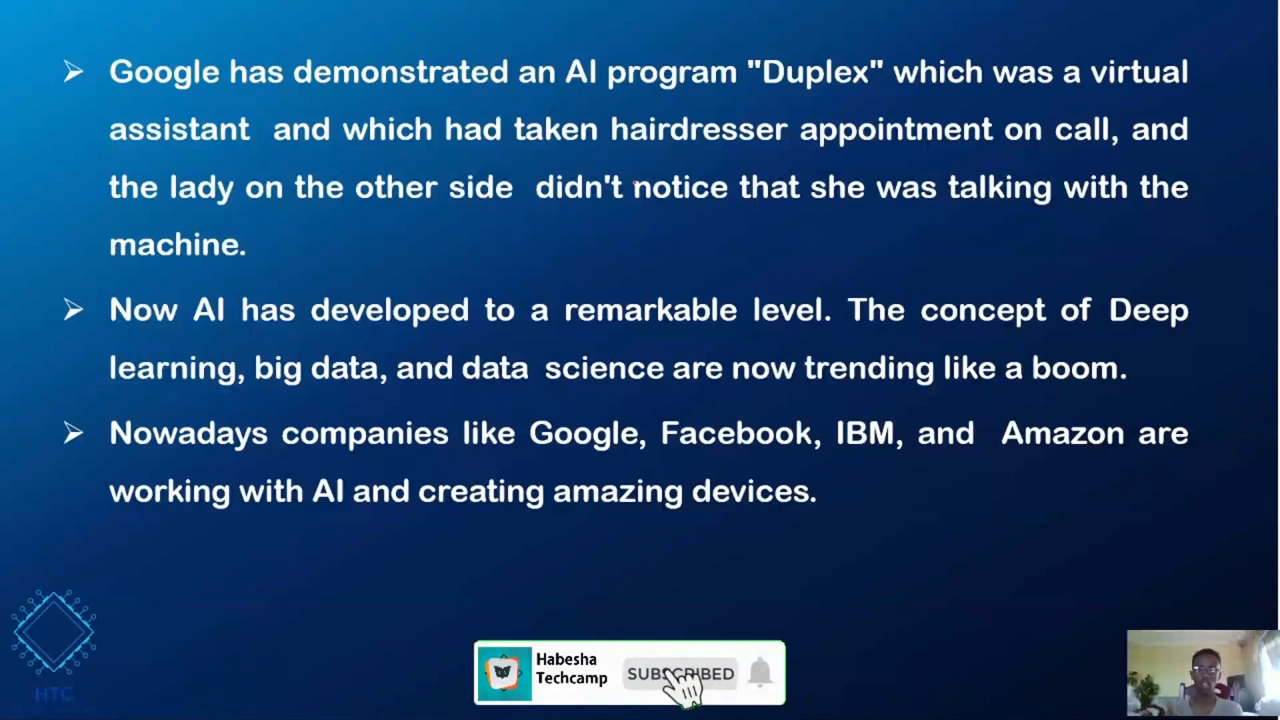 Google has demonstrated an AI program "Duplex" which was a virtual
assistant and which had taken hairdresser appointment on call, and
the lady on the other side didn't notice that she was talking with the
machine.
Now AI has developed to a remarkable level. The concept of Deep
learning, big data, and data science are now trending like a boom.
Nowadays companies like Google, Facebook, IBM, and Amazon are
working with AI and creating amazing devices.
HTC
Habesha
Techcamp
SUBSCRIBED